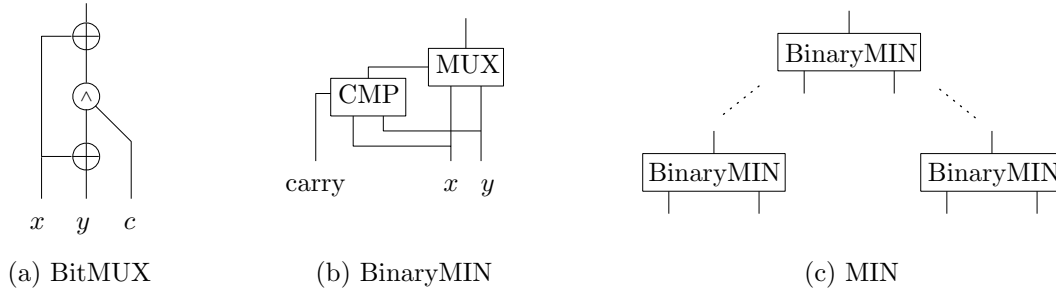 BinaryMIN
MUX
CMP
∧
BinaryMIN BinaryMIN
carry x y
x y c
(a) BitMUX (b) BinaryMIN (c) MIN